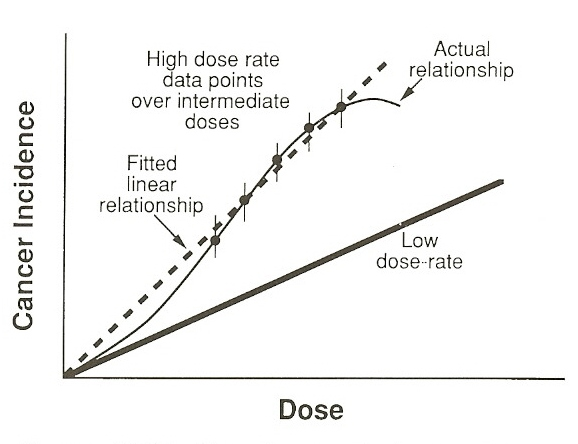 High dose rate
data points
over intermediate
doses
Actual
relationship
Fitted
linear
relationship
Low
dose-rate
Cancer Incidence
Dose